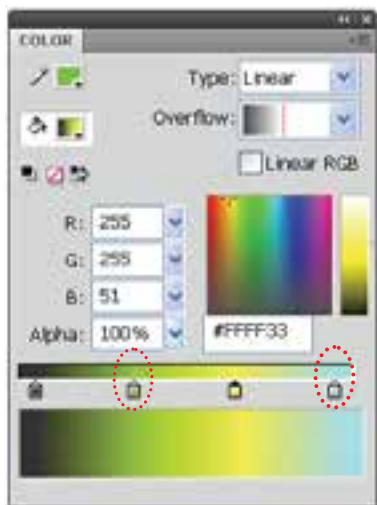 COLOR
Type: Linear
Overflow:
Linear RGB
R: 255
G: 255
B: 51
Alpha: 100% #FFFF33